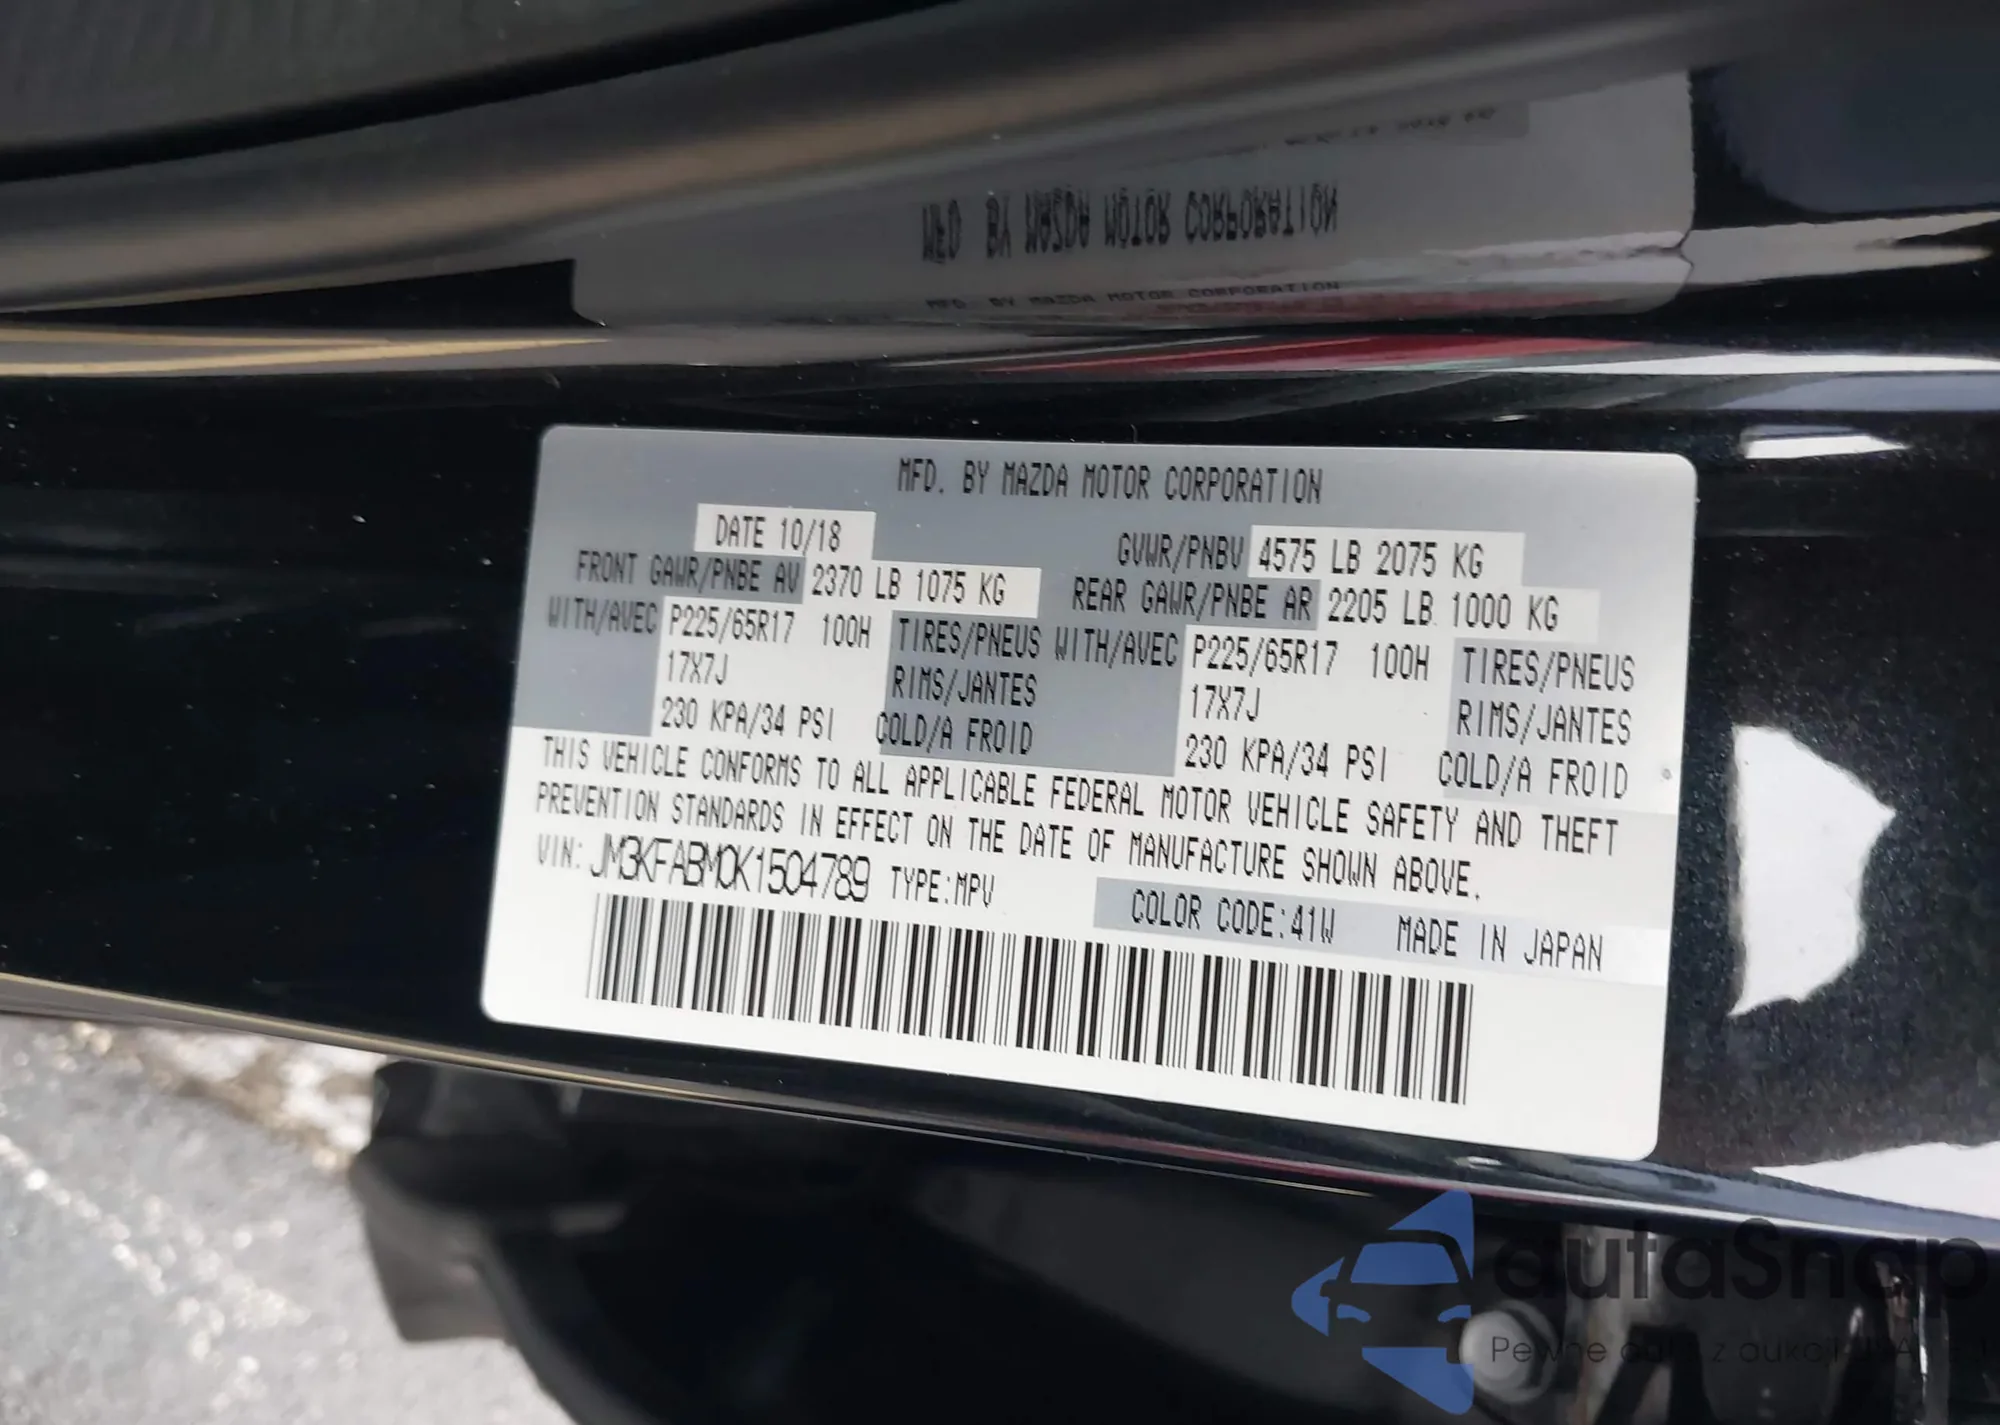 MFD. BY MAZDA MOTOR CORPORATION
MFD. BY MAZDA MOTOR CORPORATION
MFD. BY MAZDA MOTOR CORPORATION
DATE 10/18 GVWR/PNBV 4575 LB 2075 KG
FRONT GAWR/PNBE AV 2370 LB 1075 KG REAR GAWR/PNBE AR 2205 LB 1000 KG
WITH/AVEC P225/65R17 100H TIRES/PNEUS WITH/AVEC P225/65R17 100H TIRES/PNEUS
17X7J RIMS/JANTES 17X7J RIMS/JANTES
230 KPA/34 PSI COLD/A FROID 230 KPA/34 PSI COLD/A FROID
THIS VEHICLE CONFORMS TO ALL APPLICABLE FEDERAL MOTOR VEHICLE SAFETY AND THEFT
PREVENTION STANDARDS IN EFFECT ON THE DATE OF MANUFACTURE SHOWN ABOVE.
VIN: JM3KFABM0K1504789 TYPE:MPV
COLOR CODE:41W MADE IN JAPAN
autaSnap
Pewne auta z aukcji